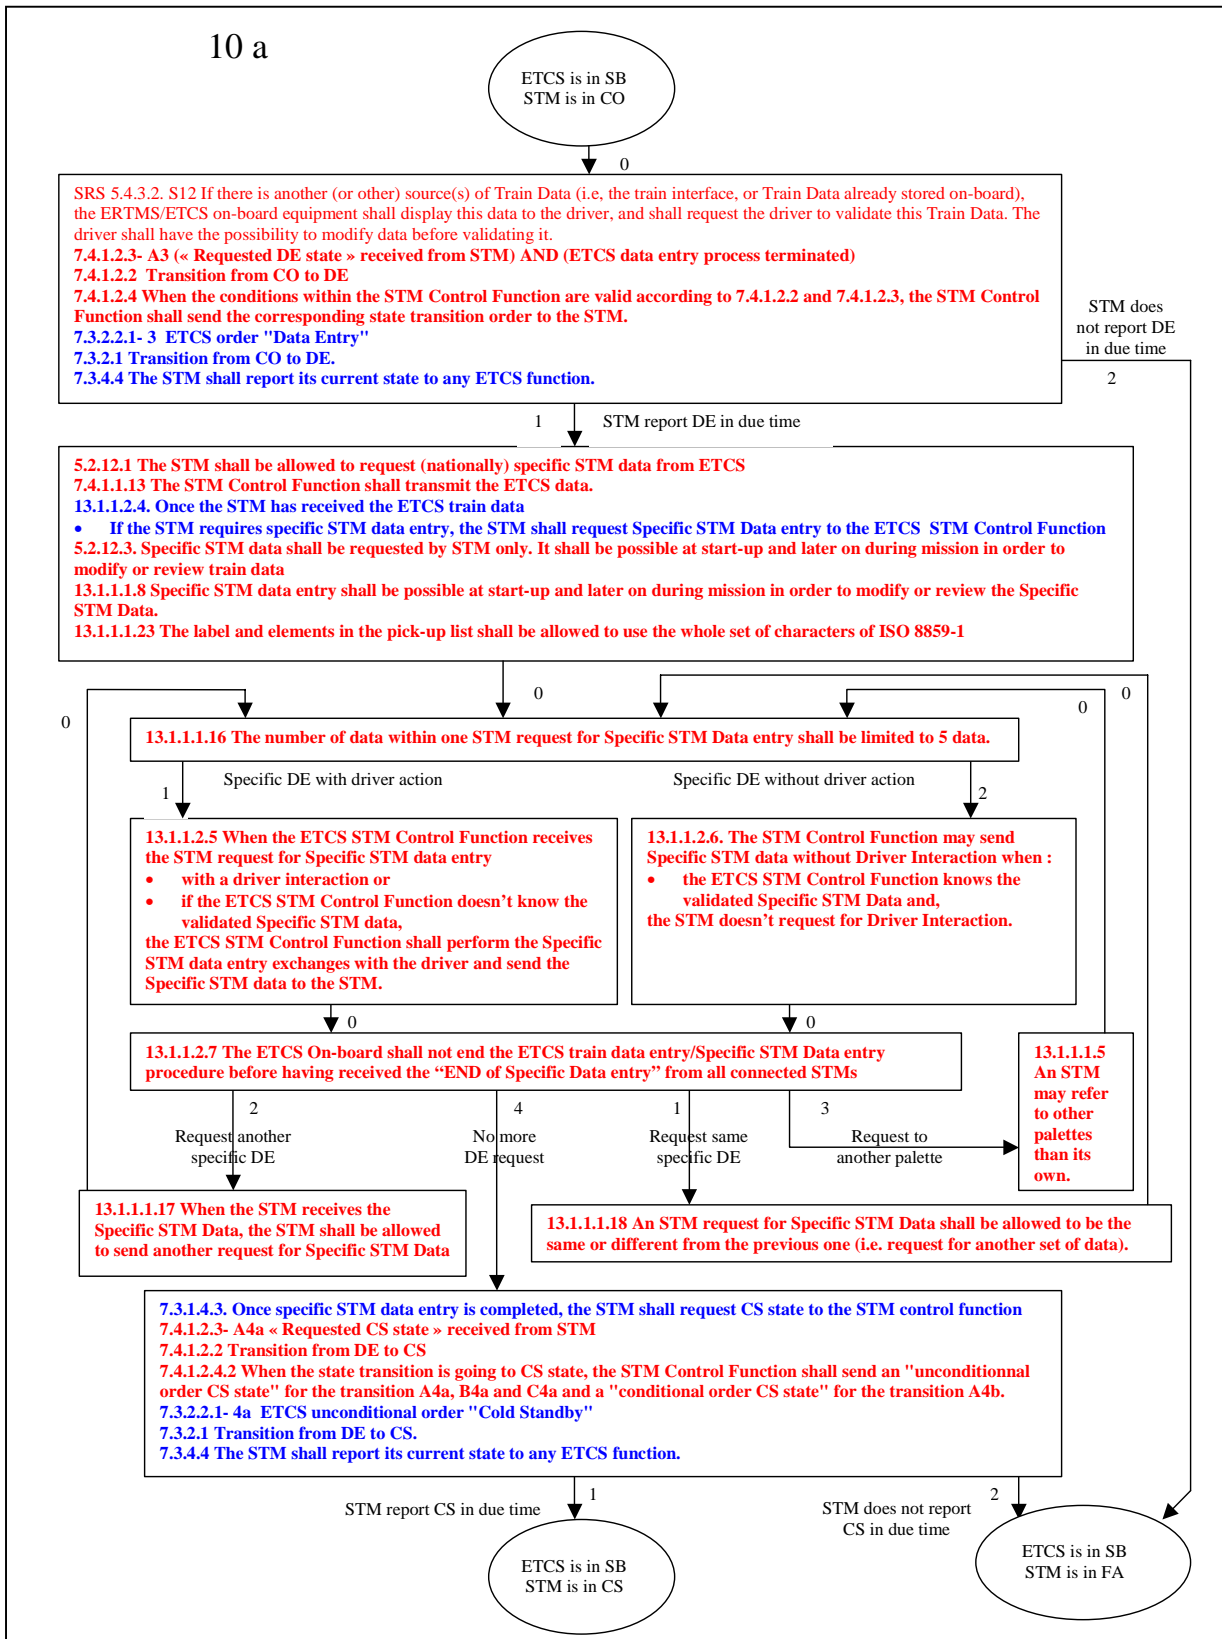 10 a
ETCS is in SB
STM is in CO
0
SRS 5.4.3.2. S12 If there is another (or other) source(s) of Train Data (i.e, the train interface, or Train Data already stored on-board),
the ERTMS/ETCS on-board equipment shall display this data to the driver, and shall request the driver to validate this Train Data. The
driver shall have the possibility to modify data before validating it.
7.4.1.2.3- A3 (« Requested DE state » received from STM) AND (ETCS data entry process terminated)
7.4.1.2.2 Transition from CO to DE
7.4.1.2.4 When the conditions within the STM Control Function are valid according to 7.4.1.2.2 and 7.4.1.2.3, the STM Control
Function shall send the corresponding state transition order to the STM.
7.3.2.2.1- 3 ETCS order "Data Entry"
7.3.2.1 Transition from CO to DE.
7.3.4.4 The STM shall report its current state to any ETCS function.
STM does
not report DE
in due time
2
1
STM report DE in due time
5.2.12.1 The STM shall be allowed to request (nationally) specific STM data from ETCS
7.4.1.1.13 The STM Control Function shall transmit the ETCS data.
13.1.1.2.4. Once the STM has received the ETCS train data
• If the STM requires specific STM data entry, the STM shall request Specific STM Data entry to the ETCS STM Control Function
5.2.12.3. Specific STM data shall be requested by STM only. It shall be possible at start-up and later on during mission in order to
modify or review train data
13.1.1.1.8 Specific STM data entry shall be possible at start-up and later on during mission in order to modify or review the Specific
STM Data.
13.1.1.1.23 The label and elements in the pick-up list shall be allowed to use the whole set of characters of ISO 8859-1
0
0
0
0
13.1.1.1.16 The number of data within one STM request for Specific STM Data entry shall be limited to 5 data.
1
Specific DE with driver action
Specific DE without driver action
2
13.1.1.2.5 When the ETCS STM Control Function receives
the STM request for Specific STM data entry
• with a driver interaction or
• if the ETCS STM Control Function doesn't know the
validated Specific STM data,
the ETCS STM Control Function shall perform the Specific
STM data entry exchanges with the driver and send the
Specific STM data to the STM.
13.1.1.2.6. The STM Control Function may send
Specific STM data without Driver Interaction when :
• the ETCS STM Control Function knows the
validated Specific STM Data and,
the STM doesn't request for Driver Interaction.
0
0
13.1.1.2.7 The ETCS On-board shall not end the ETCS train data entry/Specific STM Data entry
procedure before having received the “END of Specific Data entry” from all connected STMs
13.1.1.1.5
An STM
may refer
to other
palettes
than its
own.
2
Request another
specific DE
4
No more
DE request
1
Request same
specific DE
3
Request to
another palette
13.1.1.1.17 When the STM receives the
Specific STM Data, the STM shall be allowed
to send another request for Specific STM Data
13.1.1.1.18 An STM request for Specific STM Data shall be allowed to be the
same or different from the previous one (i.e. request for another set of data).
7.3.1.4.3. Once specific STM data entry is completed, the STM shall request CS state to the STM control function
7.4.1.2.3- A4a « Requested CS state » received from STM
7.4.1.2.2 Transition from DE to CS
7.4.1.2.4.2 When the state transition is going to CS state, the STM Control Function shall send an "unconditionnal
order CS state" for the transition A4a, B4a and C4a and a "conditional order CS state" for the transition A4b.
7.3.2.2.1- 4a ETCS unconditional order "Cold Standby"
7.3.2.1 Transition from DE to CS.
7.3.4.4 The STM shall report its current state to any ETCS function.
STM report CS in due time
1
STM does not report
CS in due time
2
ETCS is in SB
STM is in CS
ETCS is in SB
STM is in FA